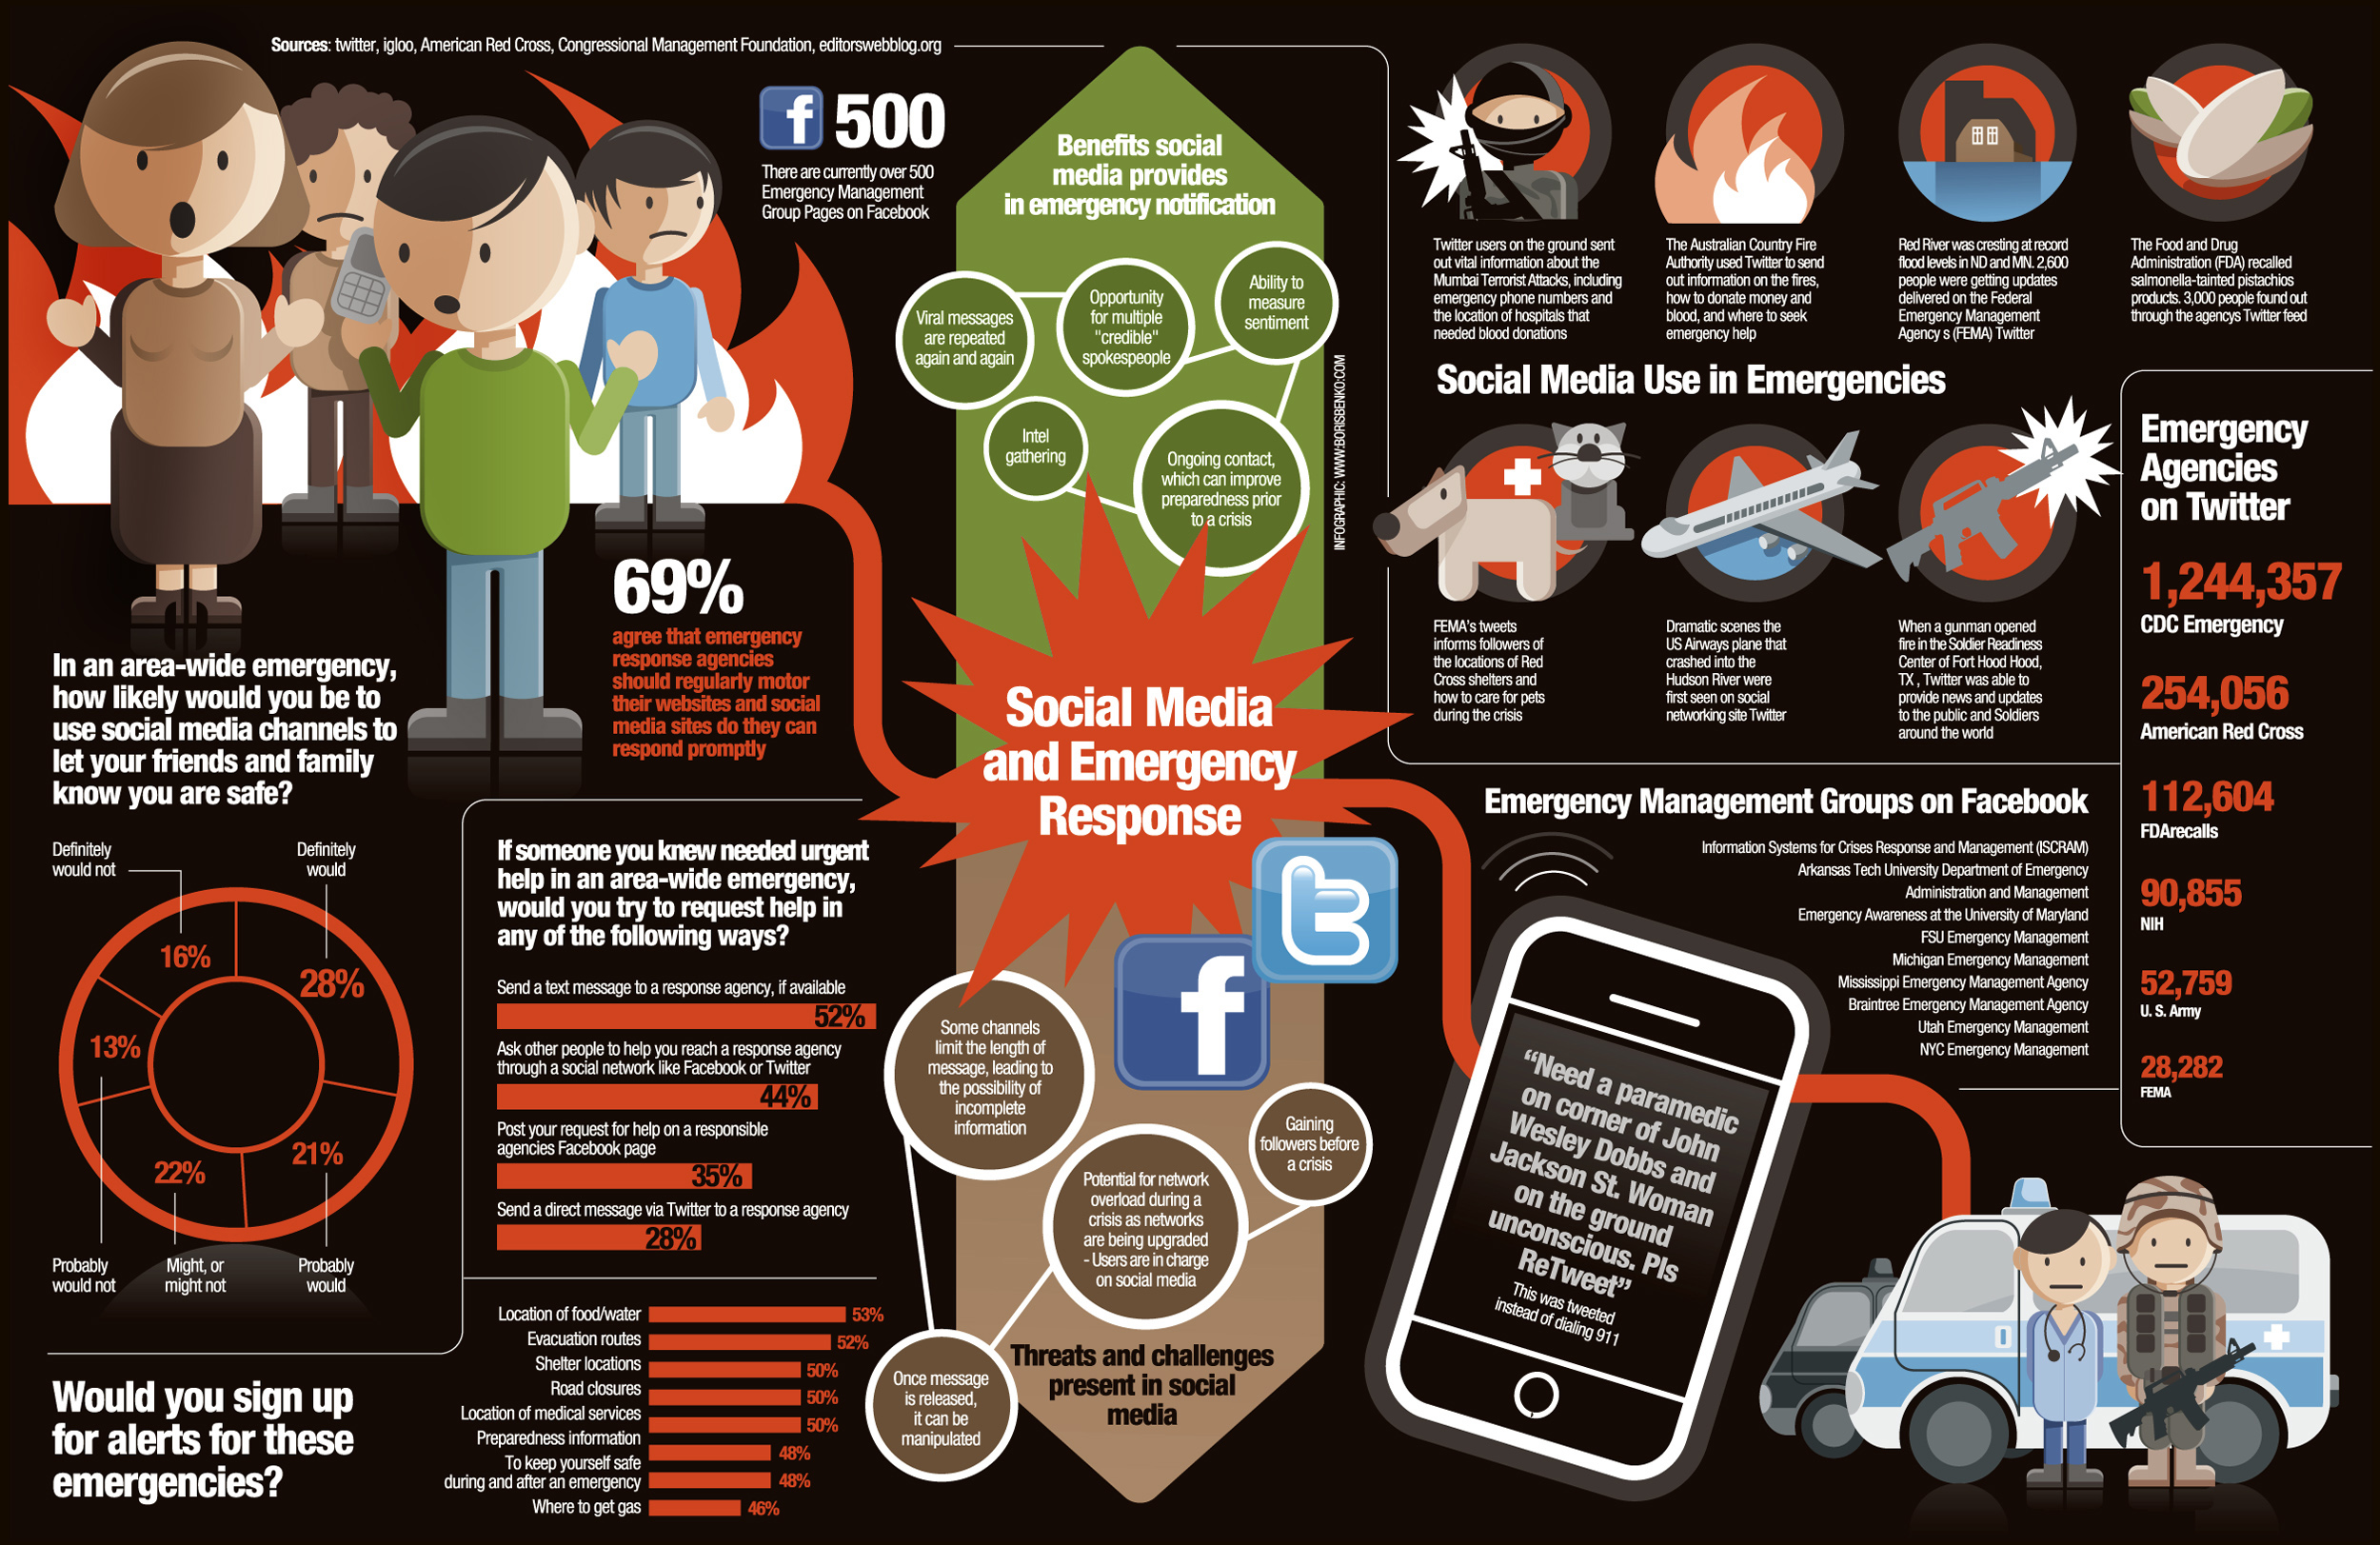 Sources: twitter, igloo, American Red Cross, Congressional Management Foundation, editorswebblog.org
f 500
There are currently over 500
Emergency Management
Group Pages on Facebook
69%
agree that emergency
response agencies
should regularly motor
their websites and social
media sites do they can
respond promptly
In an area-wide emergency,
how likely would you be to
use social media channels to
let your friends and family
know you are safe?
Definitely
would not
Definitely
would
16%
28%
13%
22%
21%
Probably
would not
Might, or
might not
Probably
would
If someone you knew needed urgent
help in an area-wide emergency,
would you try to request help in
any of the following ways?
Send a text message to a response agency, if available
52%
Ask other people to help you reach a response agency
through a social network like Facebook or Twitter
44%
Post your request for help on a responsible
agencies Facebook page
35%
Send a direct message via Twitter to a response agency
28%
Would you sign up
for alerts for these
emergencies?
Location of food/water 53%
Evacuation routes 52%
Shelter locations 50%
Road closures 50%
Location of medical services 50%
Preparedness information 48%
To keep yourself safe
during and after an emergency 48%
Where to get gas 46%
Benefits social
media provides
in emergency notification
Viral messages
are repeated
again and again
Opportunity
for multiple
"credible"
spokespeople
Ability to
measure
sentiment
Intel
gathering
Ongoing contact,
which can improve
preparedness prior
to a crisis
INFOGRAPHIC: WWW.BORISBENKO.COM
Social Media
and Emergency
Response
t
f
Some channels
limit the length of
message, leading to
the possibility of
incomplete
information
Gaining
followers before
a crisis
Potential for network
overload during a
crisis as networks
are being upgraded
- Users are in charge
on social media
Once message
is released,
it can be
manipulated
Threats and challenges
present in social
media
Twitter users on the ground sent
out vital information about the
Mumbai Terrorist Attacks, including
emergency phone numbers and
the location of hospitals that
needed blood donations
The Australian Country Fire
Authority used Twitter to send
out information on the fires,
how to donate money and
blood, and where to seek
emergency help
Red River was cresting at record
flood levels in ND and MN. 2,600
people were getting updates
delivered on the Federal
Emergency Management
Agency s (FEMA) Twitter
The Food and Drug
Administration (FDA) recalled
salmonella-tainted pistachios
products. 3,000 people found out
through the agencys Twitter feed
Social Media Use in Emergencies
FEMA's tweets
informs followers of
the locations of Red
Cross shelters and
how to care for pets
during the crisis
Dramatic scenes the
US Airways plane that
crashed into the
Hudson River were
first seen on social
networking site Twitter
When a gunman opened
fire in the Soldier Readiness
Center of Fort Hood Hood,
TX , Twitter was able to
provide news and updates
to the public and Soldiers
around the world
Emergency
Agencies
on Twitter
1,244,357
CDC Emergency
254,056
American Red Cross
112,604
FDArecalls
90,855
NIH
52,759
U. S. Army
28,282
FEMA
Emergency Management Groups on Facebook
Information Systems for Crises Response and Management (ISCRAM)
Arkansas Tech University Department of Emergency
Administration and Management
Emergency Awareness at the University of Maryland
FSU Emergency Management
Michigan Emergency Management
Mississippi Emergency Management Agency
Braintree Emergency Management Agency
Utah Emergency Management
NYC Emergency Management
“Need a paramedic
on corner of John
Wesley Dobbs and
Jackson St. Woman
on the ground
unconscious. Pls
ReTweet”
This was tweeted
instead of dialing 911